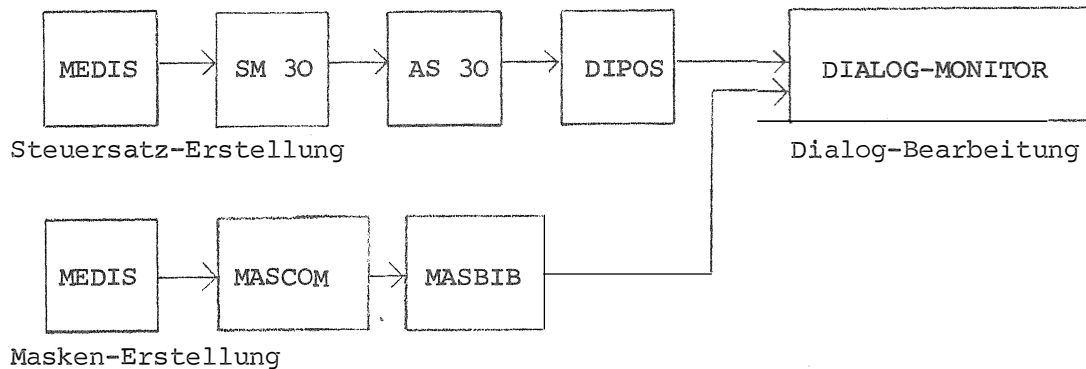 MEDIS SM 30 AS 30 DIPOS DIALOG-MONITOR
Steuersatz-Erstellung Dialog-Bearbeitung
MEDIS MASCOM MASBIB
Masken-Erstellung